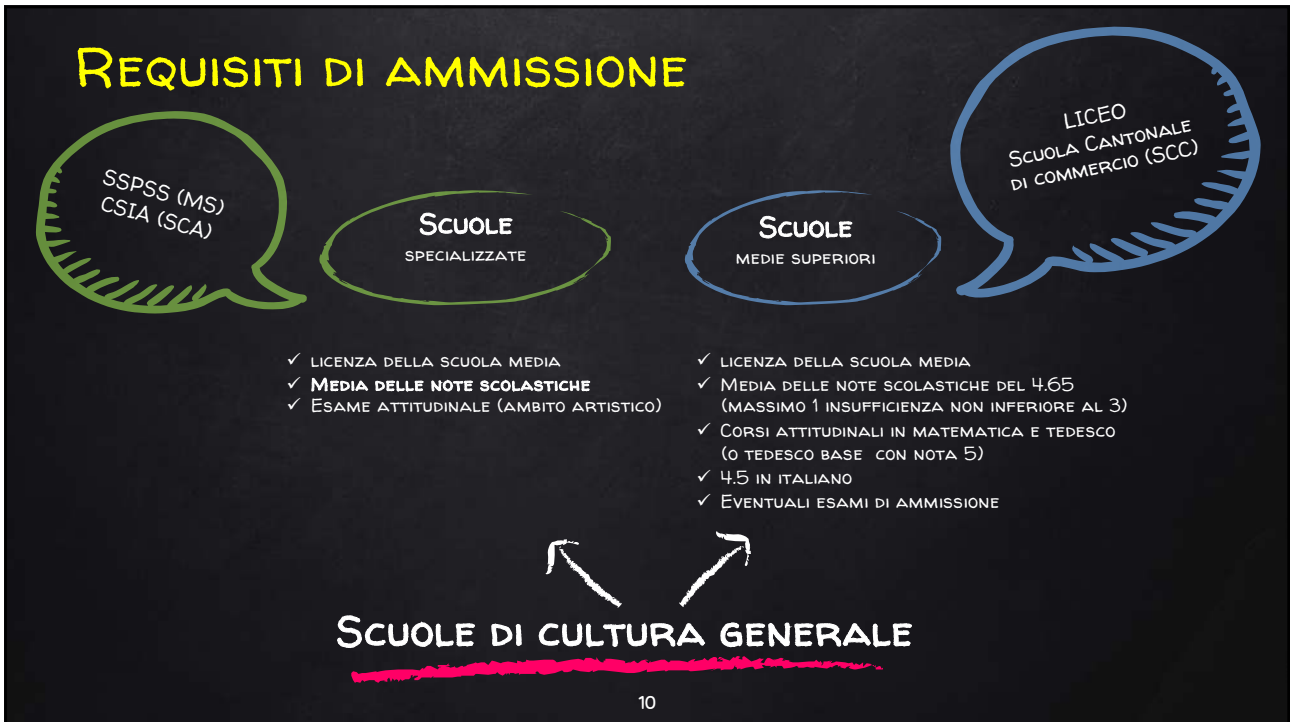 Requisiti di ammissione
SSPSS (MS)
CSIA (SCA)
Scuole
specializzate
Scuole
medie superiori
LICEO
Scuola Cantonale
di commercio (SCC)
✓ licenza della scuola media
✓ Media delle note scolastiche
✓ Esame attitudinale (ambito artistico)
✓ licenza della scuola media
✓ Media delle note scolastiche del 4.65
(massimo 1 insufficienza non inferiore al 3)
✓ Corsi attitudinali in matematica e tedesco
(o tedesco base con nota 5)
✓ 4.5 in italiano
✓ Eventuali esami di ammissione
Scuole di cultura generale
10